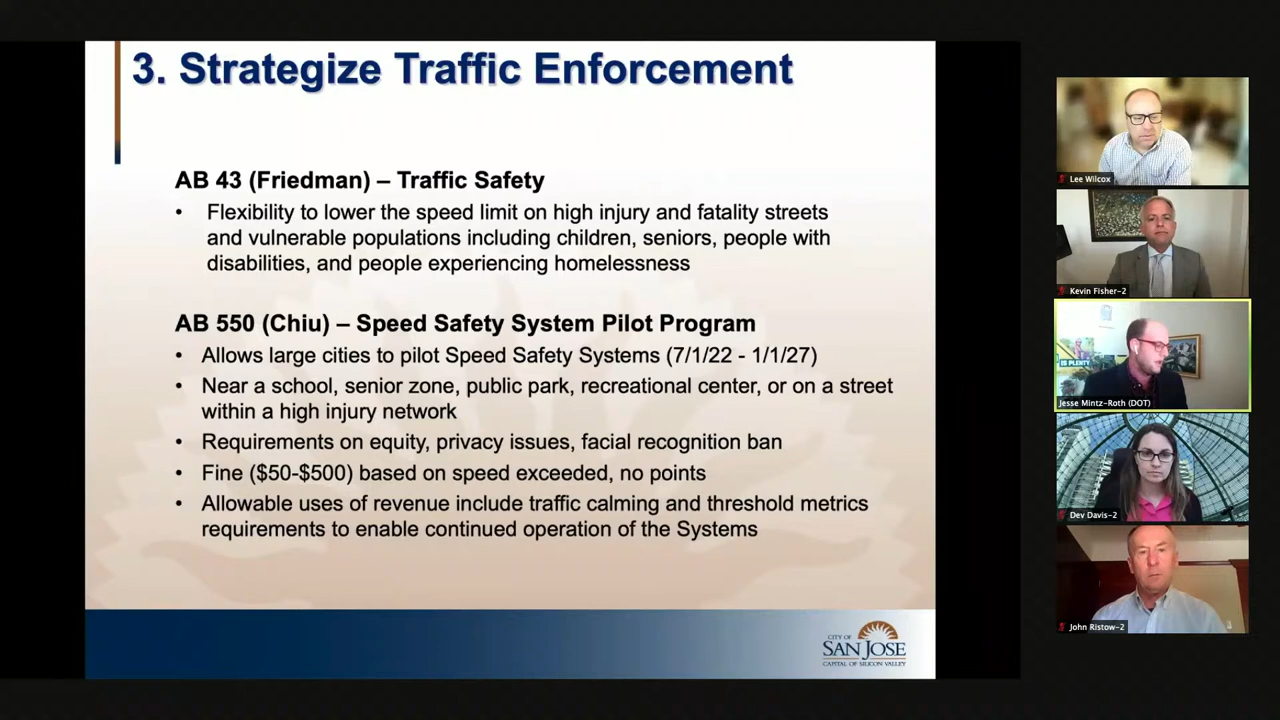 3. Strategize Traffic Enforcement
AB 43 (Friedman) – Traffic Safety
• Flexibility to lower the speed limit on high injury and fatality streets
and vulnerable populations including children, seniors, people with
disabilities, and people experiencing homelessness
AB 550 (Chiu) – Speed Safety System Pilot Program
• Allows large cities to pilot Speed Safety Systems (7/1/22 - 1/1/27)
• Near a school, senior zone, public park, recreational center, or on a street
within a high injury network
• Requirements on equity, privacy issues, facial recognition ban
• Fine ($50-$500) based on speed exceeded, no points
• Allowable uses of revenue include traffic calming and threshold metrics
requirements to enable continued operation of the Systems
CITY OF
SAN JOSE
CAPITAL OF SILICON VALLEY
Lee Wilcox
Kevin Fisher-2
IS PLENTY
Jesse Mintz-Roth (DOT)
Dev Davis-2
John Ristow-2